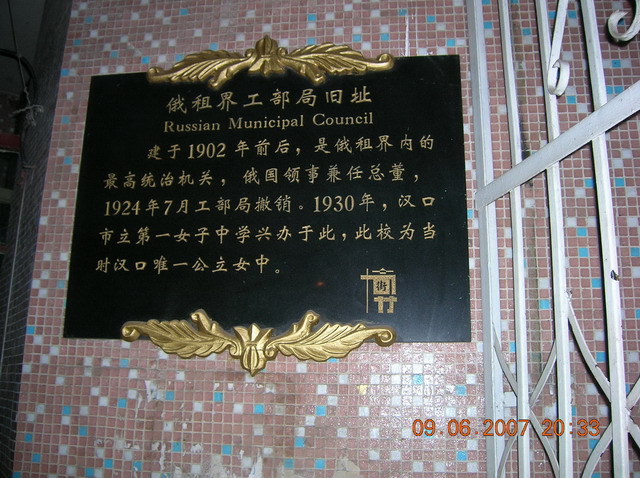 俄租界工部局旧址
Russian Municipal Council
建于1902年前后，是俄租界内的
最高统治机关，俄国领事兼任总董，
1924年7月工部局撤销。1930年，汉口
市立第一女子中学兴办于此，此校为当
时汉口唯一公立女中。
街
09.06.2007 20:33